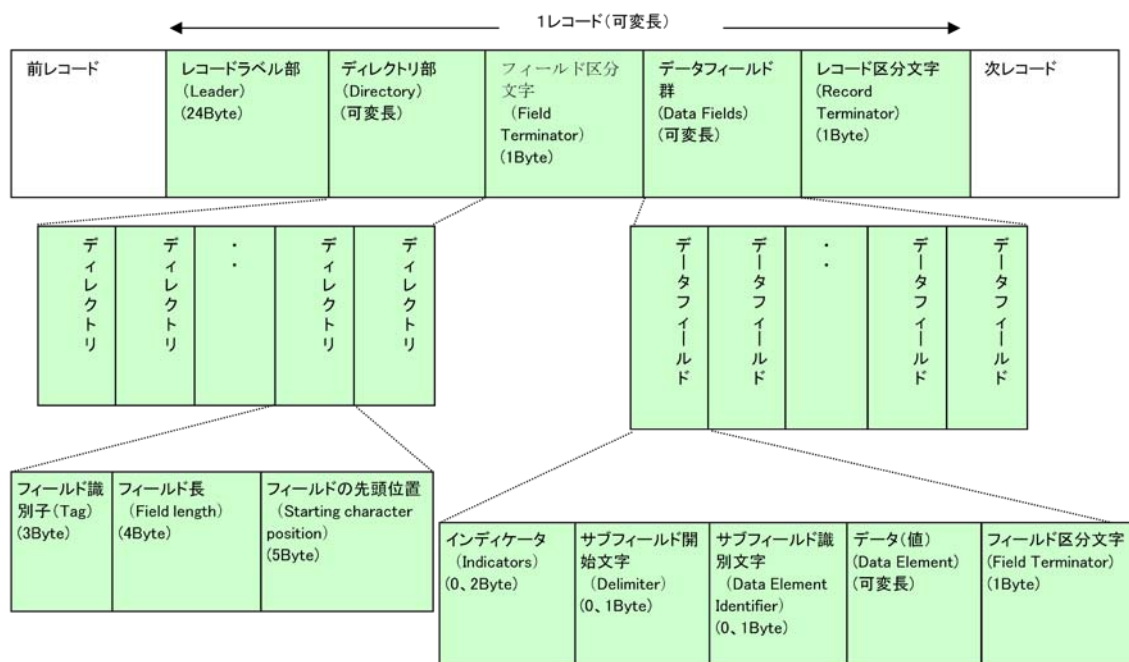 1レコード(可変長)
前レコード
レコードラベル部
(Leader)
(24Byte)
ディレクトリ部
(Directory)
(可変長)
フィールド区分
文字
(Field
Terminator)
(1Byte)
データフィールド
群
(Data Fields)
(可変長)
レコード区分文字
(Record
Terminator)
(1Byte)
次レコード
ディレクトリ
ディレクトリ
・・
ディレクトリ
ディレクトリ
データフィールド
データフィールド
・・
データフィールド
データフィールド
フィールド識
別子(Tag)
(3Byte)
フィールド長
(Field length)
(4Byte)
フィールドの先頭位置
(Starting character
position)
(5Byte)
インディケータ
(Indicators)
(0、2Byte)
サブフィールド開
始文字
(Delimiter)
(0、1Byte)
サブフィールド識
別文字
(Data Element
Identifier)
(0、1Byte)
データ(値)
(Data Element)
(可変長)
フィールド区分文字
(Field Terminator)
(1Byte)